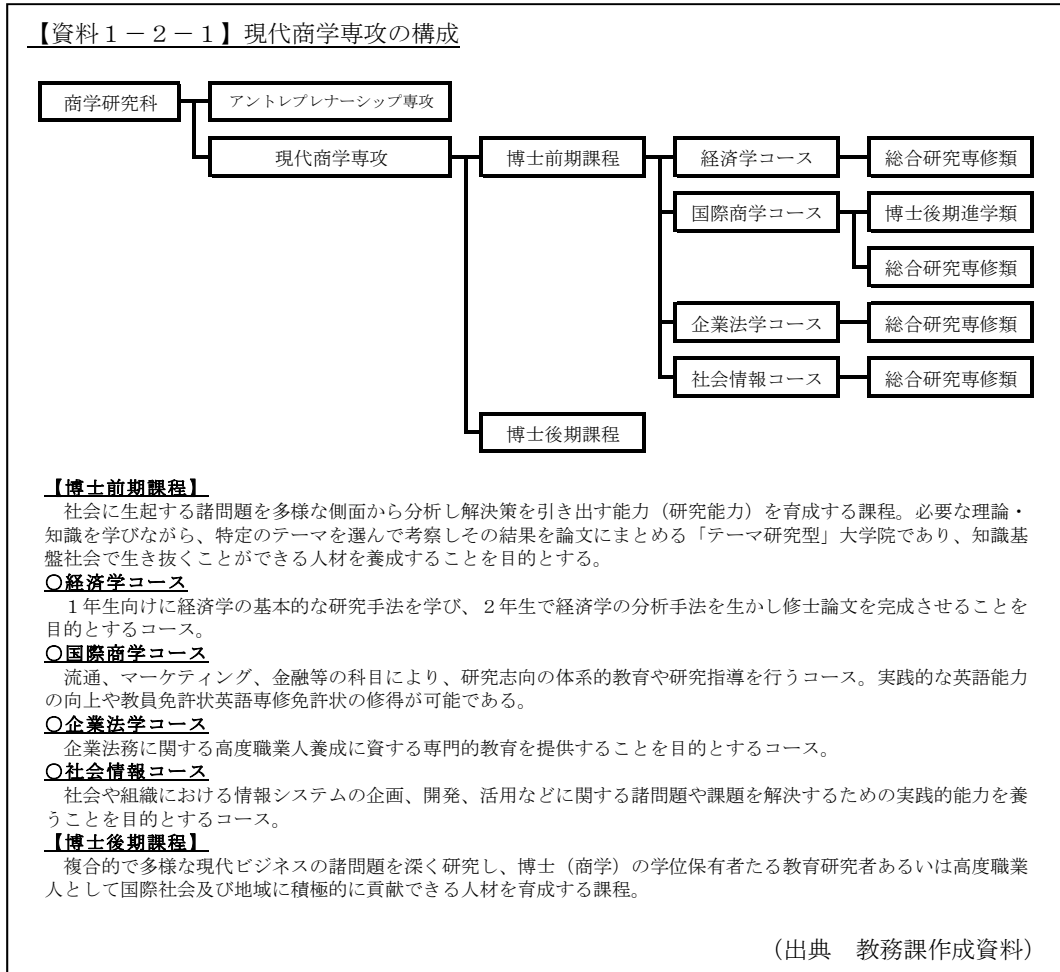 【資料1-2-1】現代商学専攻の構成
商学研究科
アントレプレナーシップ専攻
現代商学専攻
博士前期課程
経済学コース
総合研究専修類
国際商学コース
博士後期進学類
総合研究専修類
企業法学コース
総合研究専修類
社会情報コース
総合研究専修類
博士後期課程
【博士前期課程】
社会に生起する諸問題を多様な側面から分析し解決策を引き出す能力（研究能力）を育成する課程。必要な理論・
知識を学びながら、特定のテーマを選んで考察しその結果を論文にまとめる「テーマ研究型」大学院であり、知識基
盤社会で生き抜くことができる人材を養成することを目的とする。
○経済学コース
１年生向けに経済学の基本的な研究手法を学び、２年生で経済学の分析手法を生かし修士論文を完成させることを
目的とするコース。
○国際商学コース
流通、マーケティング、金融等の科目により、研究志向の体系的教育や研究指導を行うコース。実践的な英語能力
の向上や教員免許状英語専修免許状の修得が可能である。
○企業法学コース
企業法務に関する高度職業人養成に資する専門的教育を提供することを目的とするコース。
○社会情報コース
社会や組織における情報システムの企画、開発、活用などに関する諸問題や課題を解決するための実践的能力を養
うことを目的とするコース。
【博士後期課程】
複合的で多様な現代ビジネスの諸問題を深く研究し、博士（商学）の学位保有者たる教育研究者あるいは高度職業
人として国際社会及び地域に積極的に貢献できる人材を育成する課程。
（出典　教務課作成資料）